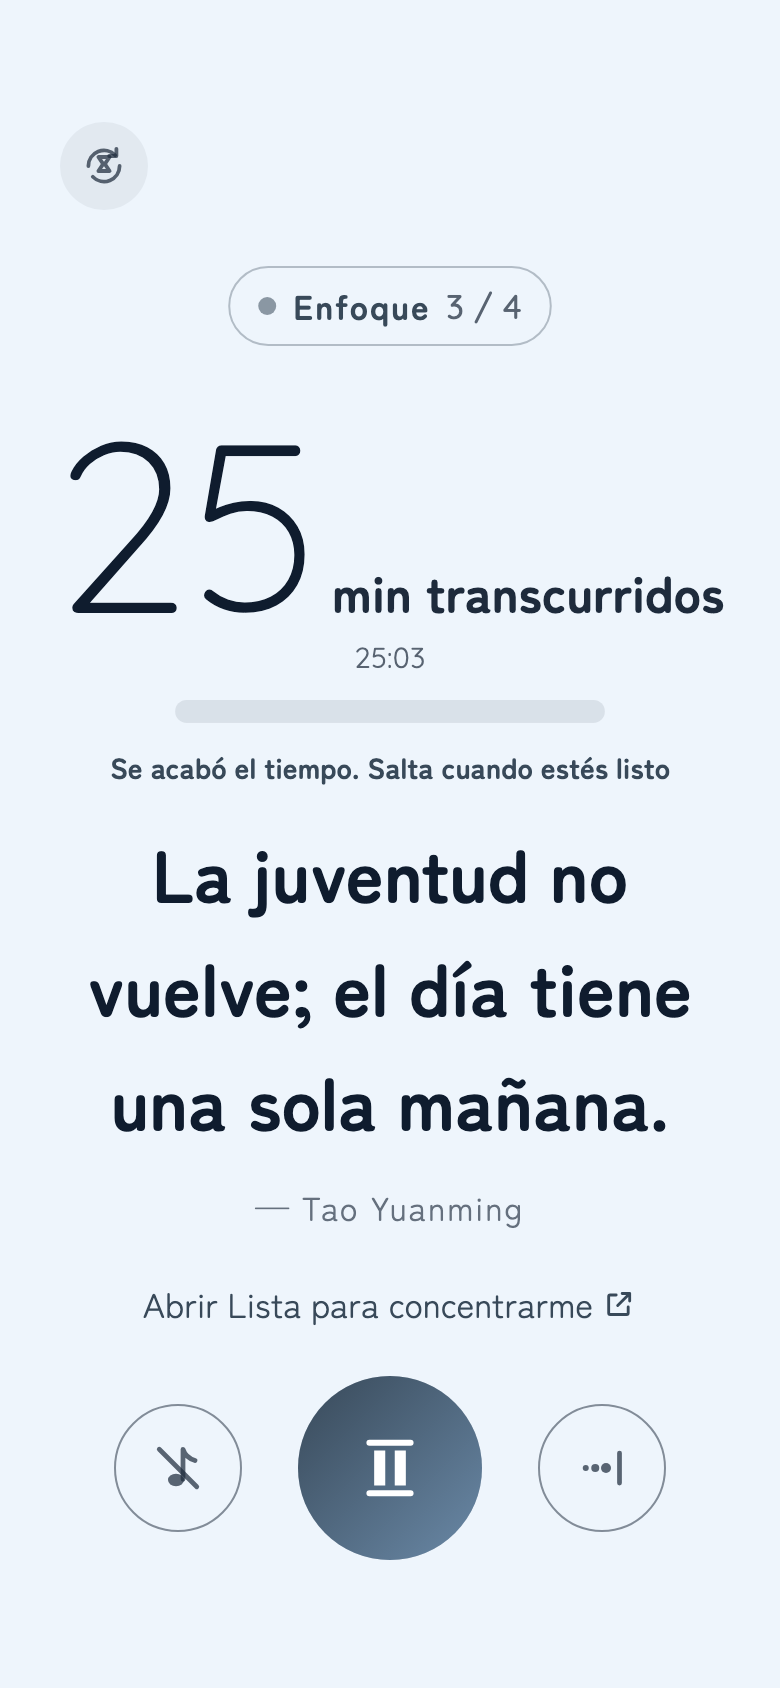 Enfoque 3 / 4
25 min transcurridos
25:03
Se acabó el tiempo. Salta cuando estés listo
La juventud no
vuelve; el día tiene
una sola mañana.
— Tao Yuanming
Abrir Lista para concentrarme